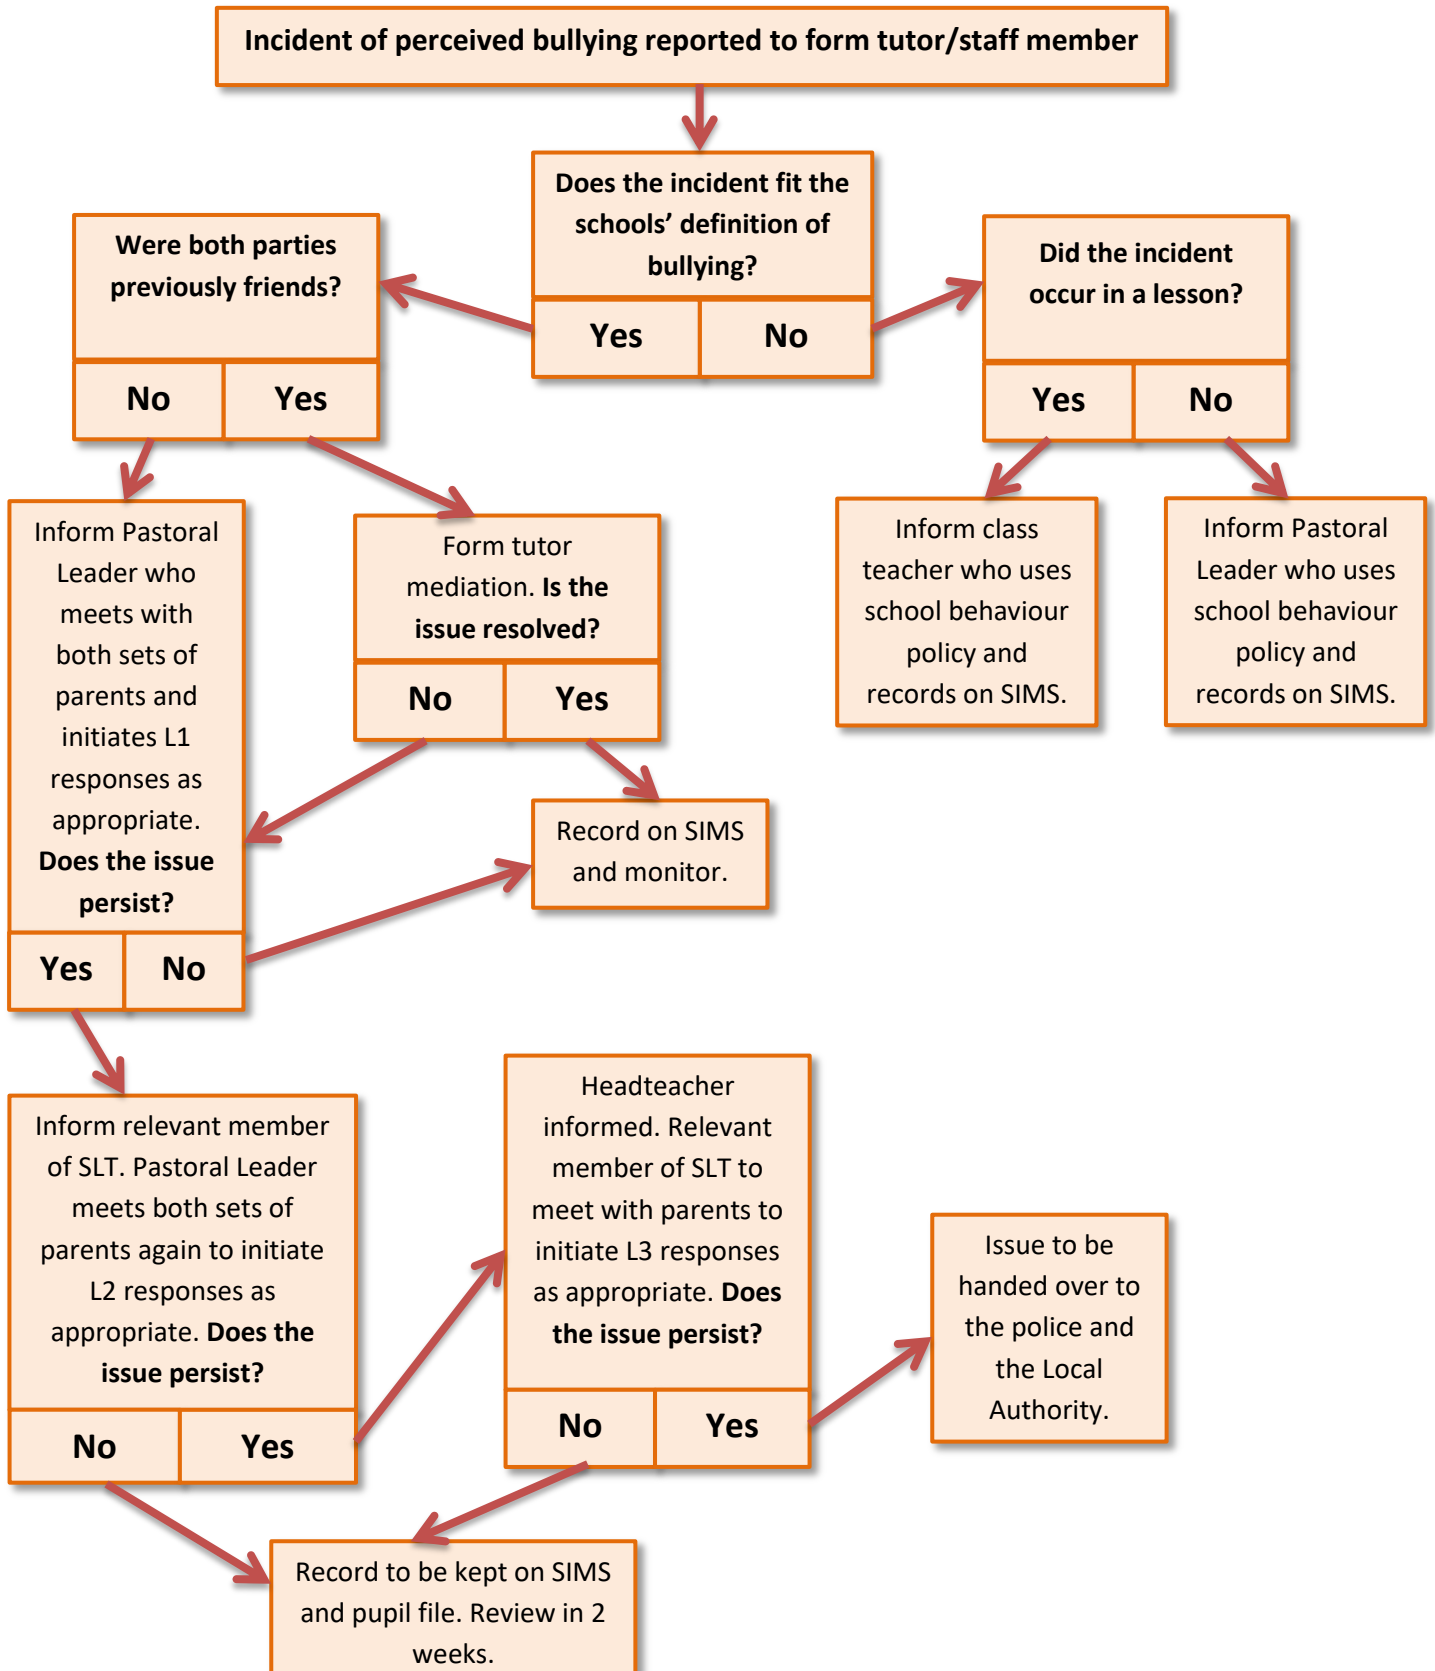 Incident of perceived bullying reported to form tutor/staff member
Does the incident fit the
schools’ definition of
bullying?
Yes
No
Were both parties
previously friends?
No
Yes
Did the incident
occur in a lesson?
Yes
No
Inform Pastoral
Leader who
meets with
both sets of
parents and
initiates L1
responses as
appropriate.
Does the issue
persist?
Yes
No
Form tutor
mediation. Is the
issue resolved?
No
Yes
Inform class
teacher who uses
school behaviour
policy and
records on SIMS.
Inform Pastoral
Leader who uses
school behaviour
policy and
records on SIMS.
Record on SIMS
and monitor.
Inform relevant member
of SLT. Pastoral Leader
meets both sets of
parents again to initiate
L2 responses as
appropriate. Does the
issue persist?
No
Yes
Headteacher
informed. Relevant
member of SLT to
meet with parents to
initiate L3 responses
as appropriate. Does
the issue persist?
No
Yes
Issue to be
handed over to
the police and
the Local
Authority.
Record to be kept on SIMS
and pupil file. Review in 2
weeks.